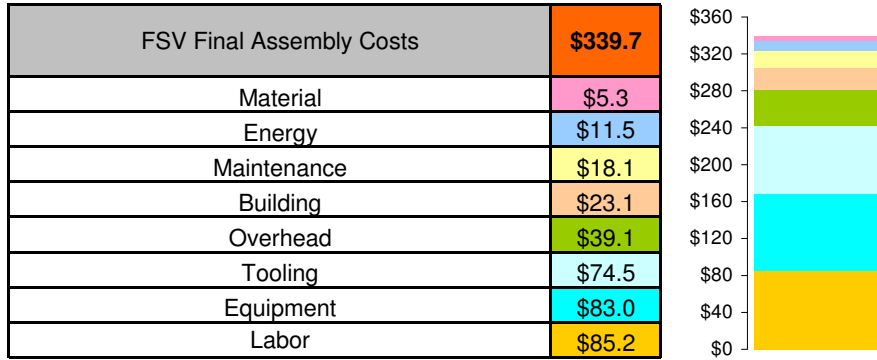 FSV Final Assembly Costs $339.7
Material $5.3
Energy $11.5
Maintenance $18.1
Building $23.1
Overhead $39.1
Tooling $74.5
Equipment $83.0
Labor $85.2
$360
$320
$280
$240
$200
$160
$120
$80
$40
$0